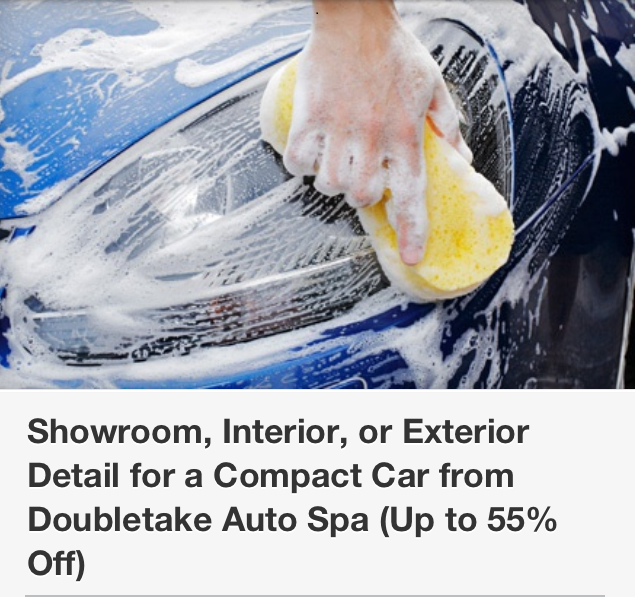 Showroom, Interior, or Exterior
Detail for a Compact Car from
Doubletake Auto Spa (Up to 55%
Off)